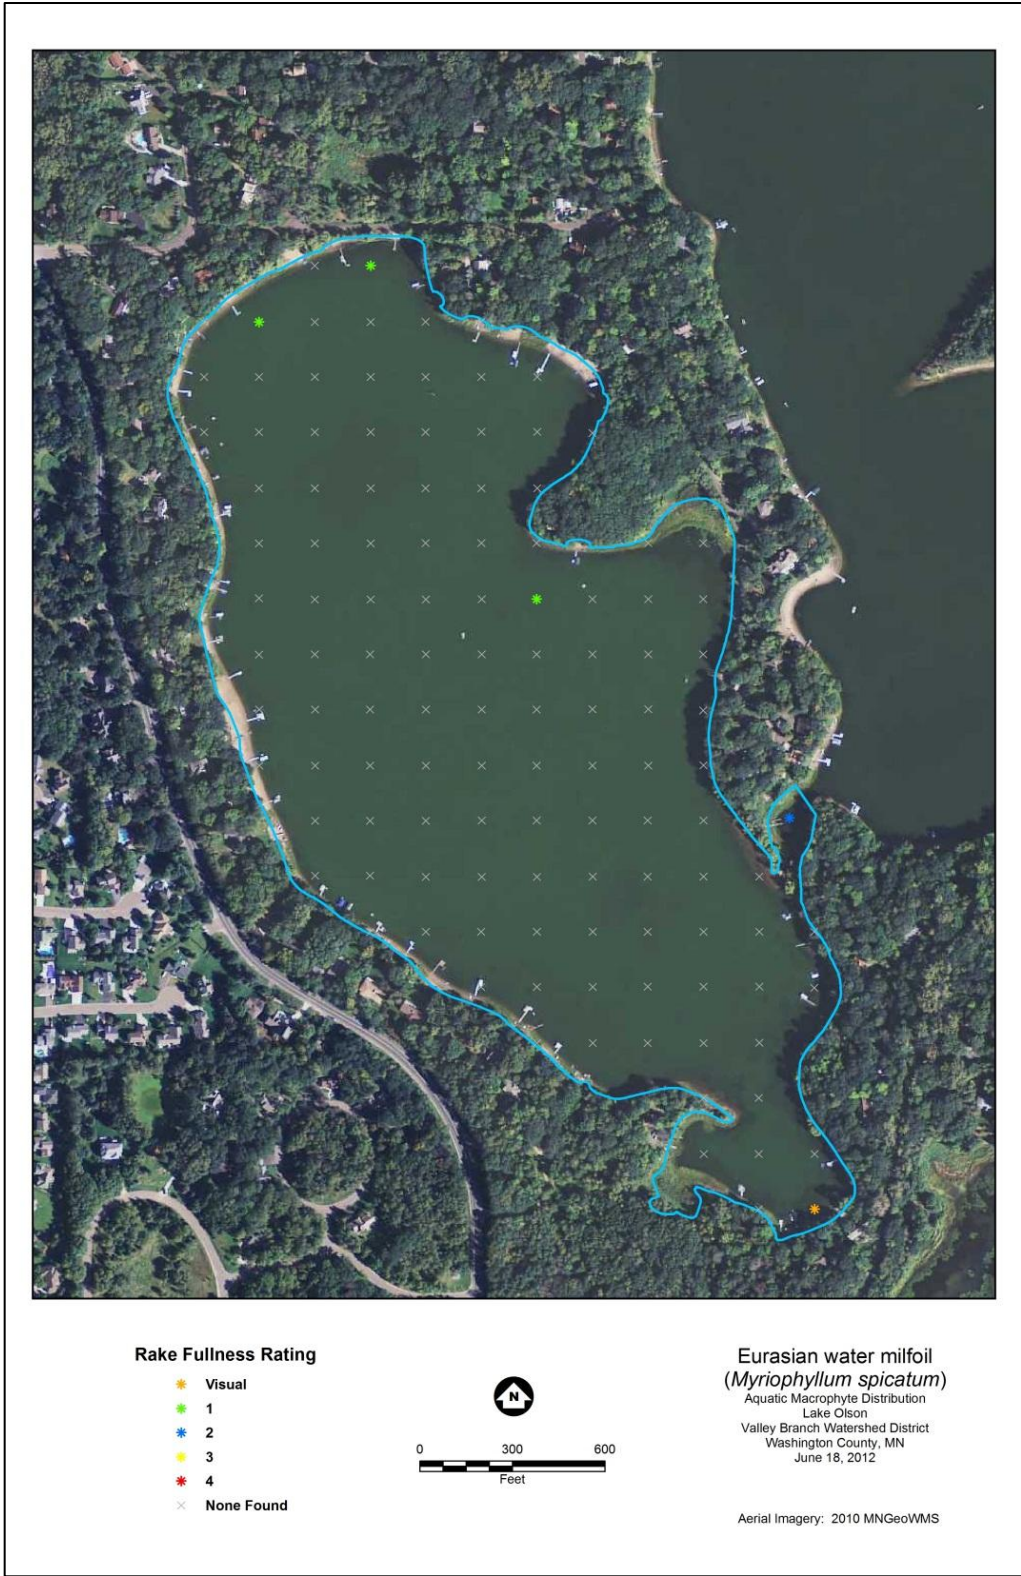 Rake Fullness Rating
Visual
1
2
3
4
None Found
N
0 300 600
Feet
Eurasian water milfoil
(Myriophyllum spicatum)
Aquatic Macrophyte Distribution
Lake Olson
Valley Branch Watershed District
Washington County, MN
June 18, 2012
Aerial Imagery: 2010 MNGeoWMS